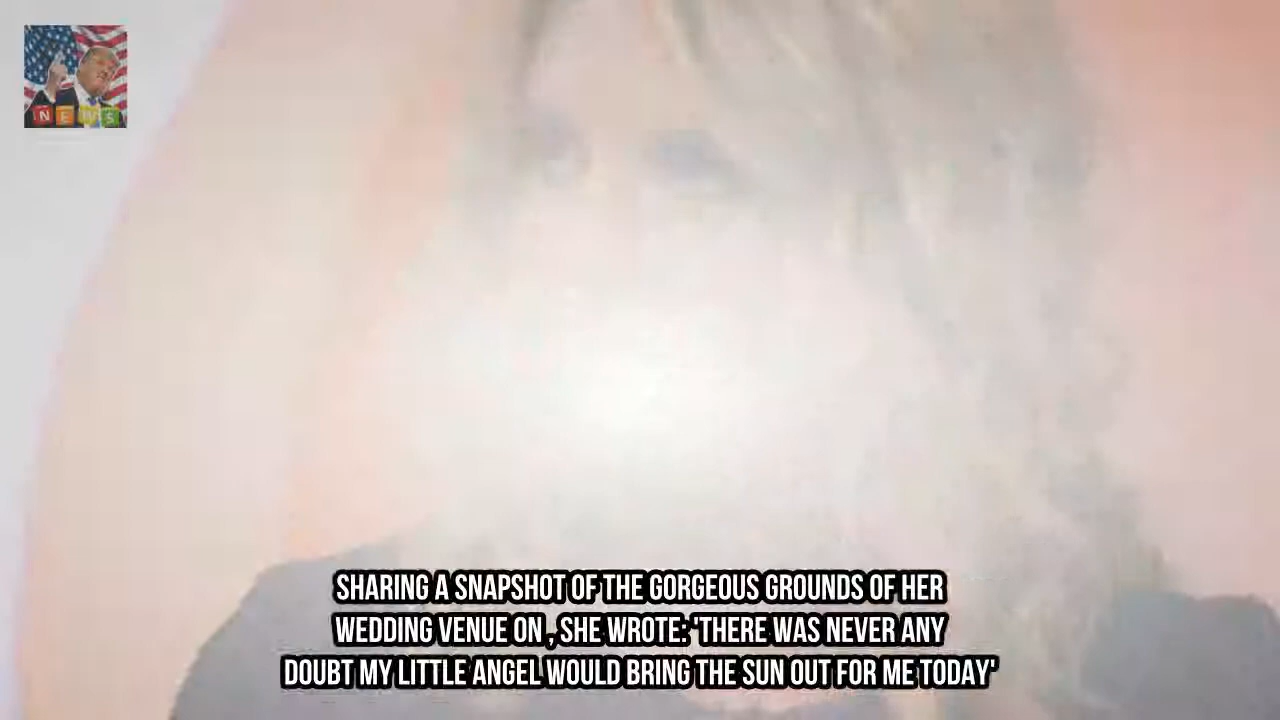 NEWS
SHARING A SNAPSHOT OF THE GORGEOUS GROUNDS OF HER
WEDDING VENUE ON , SHE WROTE: 'THERE WAS NEVER ANY
DOUBT MY LITTLE ANGEL WOULD BRING THE SUN OUT FOR ME TODAY'